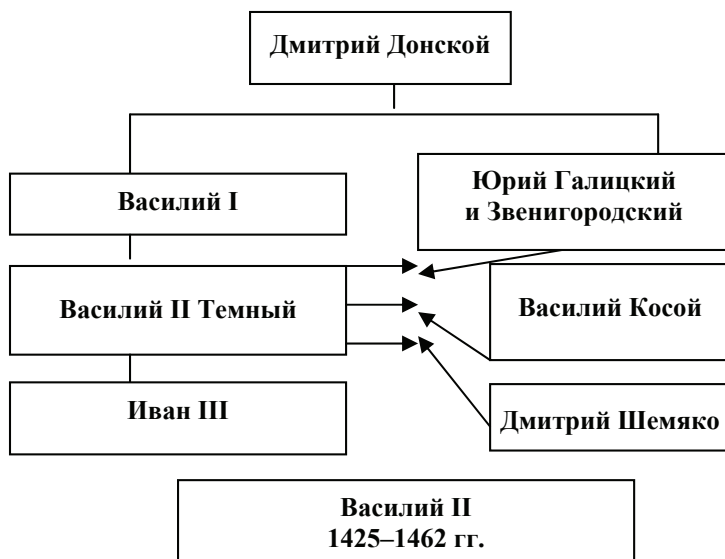 Дмитрий Донской
Василий I
Юрий Галицкий
и Звенигородский
Василий II Темный
Василий Косой
Иван III
Дмитрий Шемяко
Василий II
1425–1462 гг.